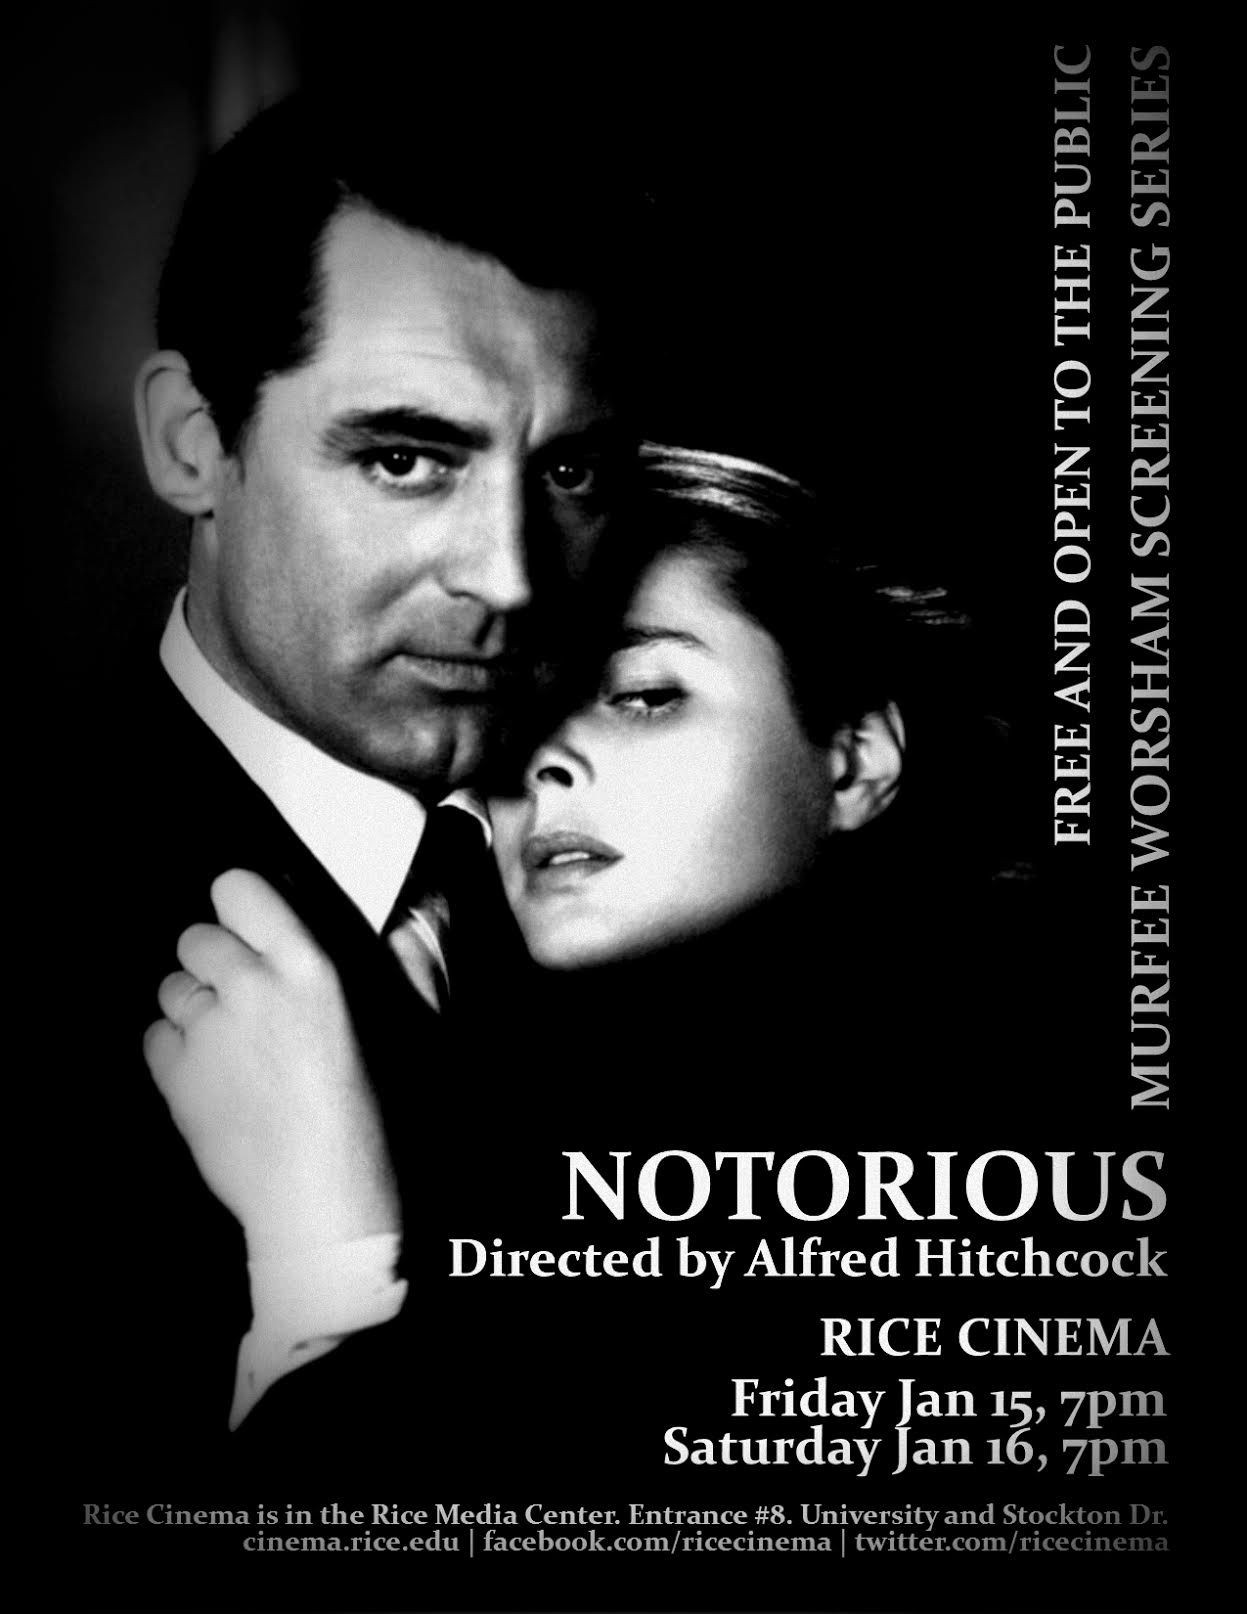 FREE AND OPEN TO THE PUBLIC
MURFEE WORSHAM SCREENING SERIES
NOTORIOUS
Directed by Alfred Hitchcock
RICE CINEMA
Friday Jan 15, 7pm
Saturday Jan 16, 7pm
Rice Cinema is in the Rice Media Center. Entrance #8. University and Stockton Dr.
cinema.rice.edu | facebook.com/ricecinema | twitter.com/ricecinema